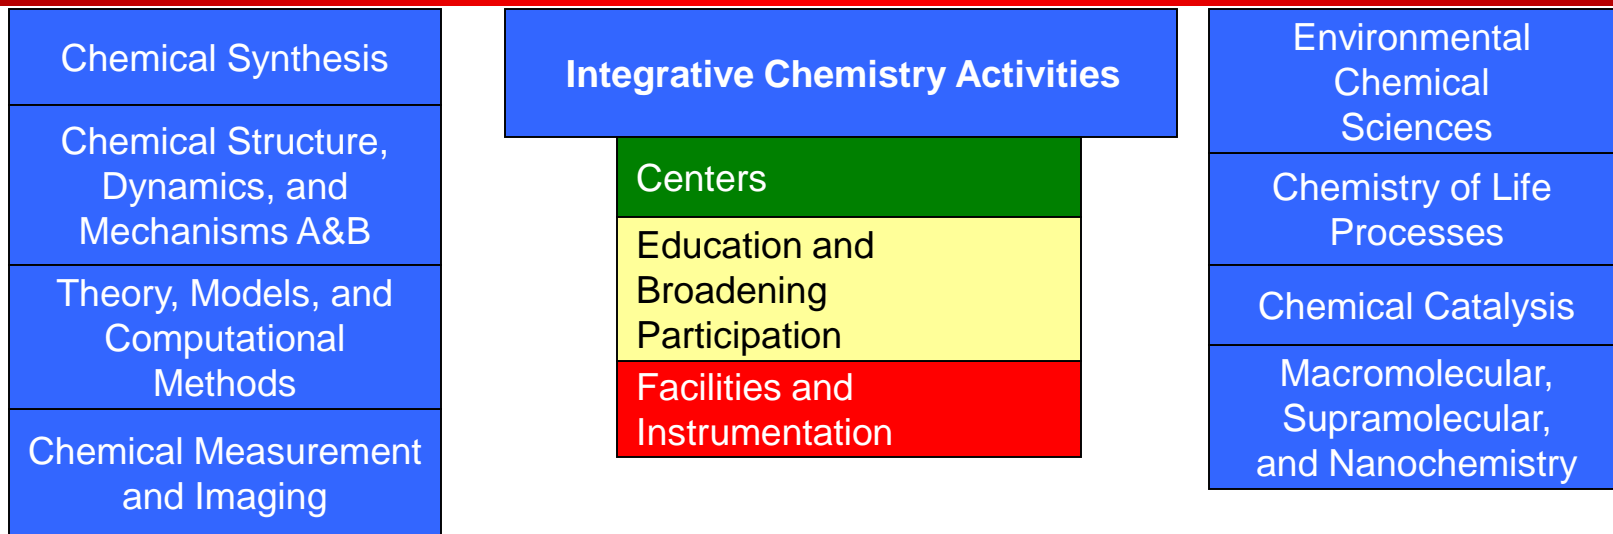 Chemical Synthesis
Chemical Structure,
Dynamics, and
Mechanisms A&B
Theory, Models, and
Computational
Methods
Chemical Measurement
and Imaging
Integrative Chemistry Activities
Centers
Education and
Broadening
Participation
Facilities and
Instrumentation
Environmental
Chemical
Sciences
Chemistry of Life
Processes
Chemical Catalysis
Macromolecular,
Supramolecular,
and Nanochemistry